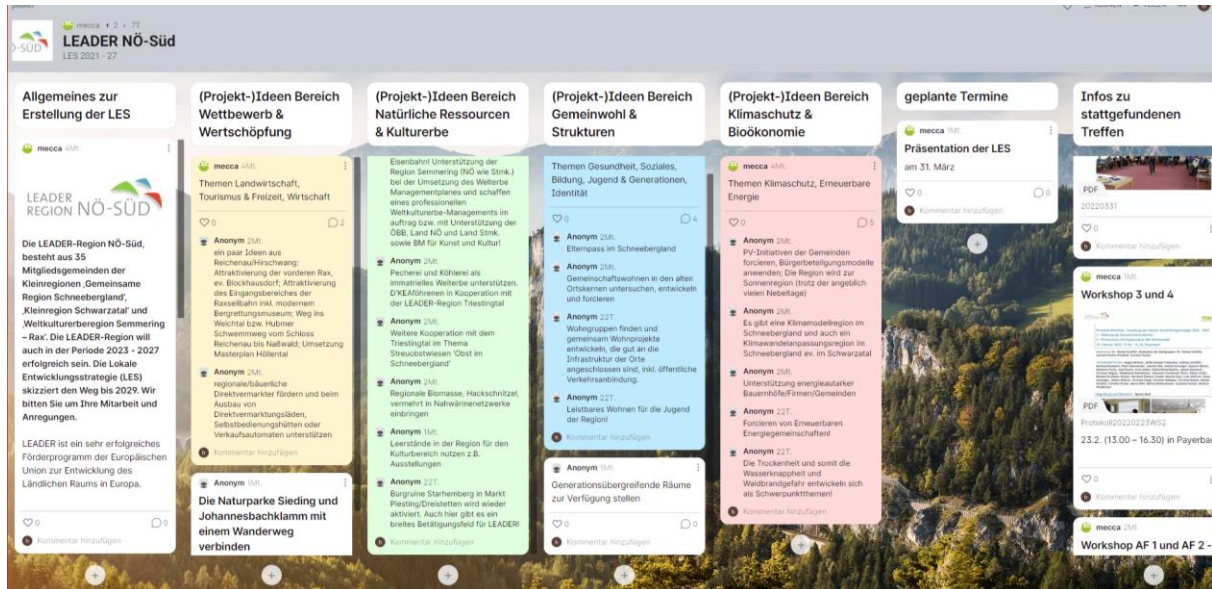 mecca + 2 • 7T.
LEADER NÖ-Süd
LES 2021 - 27
Allgemeines zur
Erstellung der LES
mecca 4Mt.
LEADER
REGION NÖ-SÜD
Die LEADER-Region NÖ-Süd,
besteht aus 35
Mitgliedsgemeinden der
Kleinregionen ‚Gemeinsame
Region Schneebergland',
‚Kleinregion Schwarzatal' und
‚Weltkulturerberegion Semmering
– Rax'. Die LEADER-Region will
auch in der Periode 2023 - 2027
erfolgreich sein. Die Lokale
Entwicklungsstrategie (LES)
skizziert den Weg bis 2029. Wir
bitten Sie um Ihre Mitarbeit und
Anregungen.
LEADER ist ein sehr erfolgreiches
Förderprogramm der Europäischen
Union zur Entwicklung des
Ländlichen Raums in Europa.
0 0
Kommentar hinzufügen
(Projekt-)Ideen Bereich
Wettbewerb &
Wertschöpfung
mecca 4Mt.
Themen Landwirtschaft,
Tourismus & Freizeit, Wirtschaft
0 2
Anonym 2Mt.
ein paar Ideen aus
Reichenau/Hirschwang:
Attraktivierung der vorderen Rax,
ev. Blockhausdorf; Attraktivierung
des Eingangsbereiches der
Raxseilbahn inkl. modernem
Bergrettungsmuseum; Weg ins
Weichtal bzw. Hubmer
Schwemmweg vom Schloss
Reichenau bis Naßwald; Umsetzung
Masterplan Höllental
Anonym 2Mt.
regionale/bäuerliche
Direktvermarkter fördern und beim
Ausbau von
Direktvermarktungsläden,
Selbstbedienungshütten oder
Verkaufsautomaten unterstützen
Kommentar hinzufügen
Anonym 1Mt.
Die Naturparke Sieding und
Johannesbachklamm mit
einem Wanderweg
verbinden
(Projekt-)Ideen Bereich
Natürliche Ressourcen
& Kulturerbe
Eisenbahn! Unterstützung der
Region Semmering (NÖ wie Stmk.)
bei der Umsetzung des Welterbe
Managementplanes und schaffen
eines professionellen
Weltkulturerbe-Managements im
auftrag bzw. mit Unterstützung der
ÖBB, Land NÖ und Land Stmk.
sowie BM für Kunst und Kultur!
Anonym 2Mt.
Pecherei und Köhlerei als
immatrielles Welterbe unterstützen.
D'KEAföhrenen in Kooperation mit
der LEADER-Region Triestingtal
Anonym 2Mt.
Weitere Kooperation mit dem
Triestingtal im Thema
Streuobstwiesen 'Obst im
Schneebergland'
Anonym 2Mt.
Regionale Biomasse, Hackschnitzel,
vermehrt in Nahwärmenetzwerke
einbringen
Anonym 1Mt.
Leerstände in der Region für den
Kulturbereich nutzen z.B.
Ausstellungen
Anonym 22T.
Burgruine Starhemberg in Markt
Piesting/Dreistetten wird wieder
aktiviert. Auch hier gibt es ein
breites Betätigungsfeld für LEADER!
Kommentar hinzufügen
(Projekt-)Ideen Bereich
Gemeinwohl &
Strukturen
Themen Gesundheit, Soziales,
Bildung, Jugend & Generationen,
Identität
0 4
Anonym 2Mt.
Elternpass im Schneebergland
Anonym 2Mt.
Gemeinschaftswohnen in den alten
Ortskernen untersuchen, entwickeln
und forcieren
Anonym 22T.
Wohngruppen finden und
gemeinsam Wohnprojekte
entwickeln, die gut an die
Infrastruktur der Orte
angeschlossen sind, inkl. öffentliche
Verkehrsanbindung.
Anonym 22T.
Leistbares Wohnen für die Jugend
der Region!
Kommentar hinzufügen
Anonym 1Mt.
Generationsübergreifende Räume
zur Verfügung stellen
0 0
Kommentar hinzufügen
(Projekt-)Ideen Bereich
Klimaschutz &
Bioökonomie
mecca 4Mt.
Themen Klimaschutz, Erneuerbare
Energie
0 5
Anonym 2Mt.
PV-Initiativen der Gemeinden
forcieren, Bürgerbeteiligungsmodelle
anwenden; Die Region wird zur
Sonnenregion (trotz der angeblich
vielen Nebeltage)
Anonym 2Mt.
Es gibt eine Klimamodellregion im
Schneebergland und auch ein
Klimawandelanpassungsregion im
Schneebergland ev. im Schwarzatal
Anonym 2Mt.
Unterstützung energieautarker
Bauernhöfe/Firmen/Gemeinden
Anonym 22T.
Forcieren von Erneuerbaren
Energiegemeinschaften!
Anonym 22T.
Die Trockenheit und somit die
Wasserknappheit und
Waldbrandgefahr entwickeln sich
als Schwerpunktthemen!
Kommentar hinzufügen
geplante Termine
mecca 1Mt.
Präsentation der LES
am 31. März
0 0
Kommentar hinzufügen
Infos zu
stattgefundenen
Treffen
PDF
20220331
0
Kommentar hinzufügen
mecca 1Mt.
Workshop 3 und 4
PDF
Protokoll20220223WS2
23.2. (13.00 – 16.30) in Payerba
0
Kommentar hinzufügen
mecca 2Mt.
Workshop AF 1 und AF 2 -